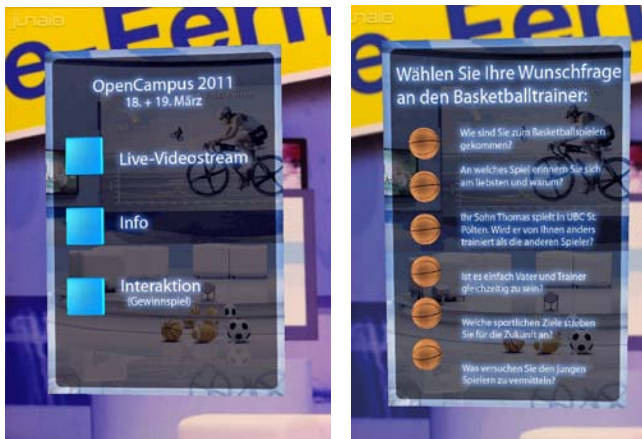 junaio
e-Fern
OpenCampus 2011
18. + 19. März
Live-Videostream
Info
Interaktion
(Gewinnspiel)
junaio
e-Fern
Wählen Sie Ihre Wunschfrage
an den Basketballtrainer:
Wie sind Sie zum Basketballspielen
gekommen?
An welches Spiel erinnern Sie sich
am liebsten und warum?
Ihr Sohn Thomas spielt in UBC St.
Pölten. Wird er von Ihnen anders
trainiert als die anderen Spieler?
Ist es einfach Vater und Trainer
gleichzeitig zu sein?
Welche sportlichen Ziele stieben
Sie für die Zukunft an?
Was versuchen Sie den Jungen
Spielern zu vermitteln?